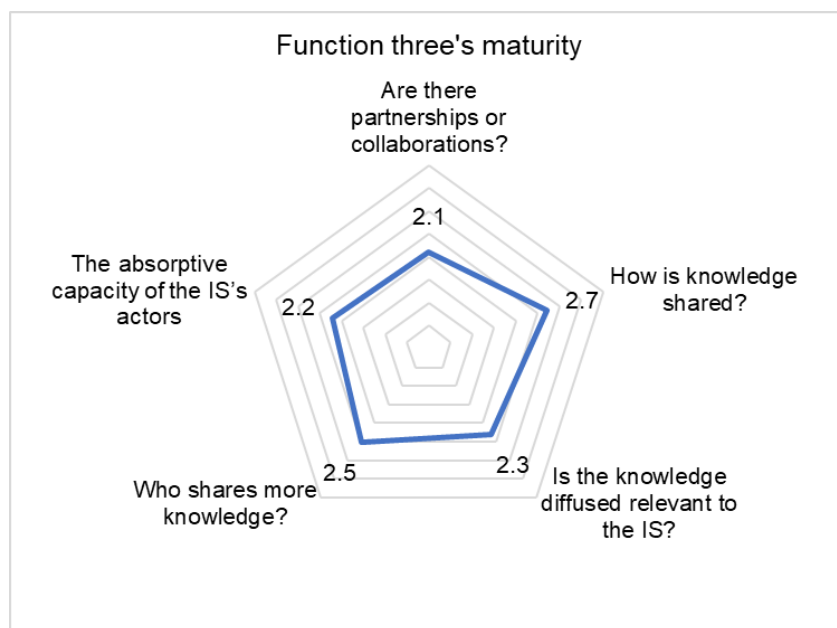 Function three's maturity
Are there
partnerships or
collaborations?
2.1
How is knowledge
shared?
2.7
Is the knowledge
diffused relevant to
the IS?
2.3
Who shares more
knowledge?
2.5
The absorptive
capacity of the IS's
actors
2.2